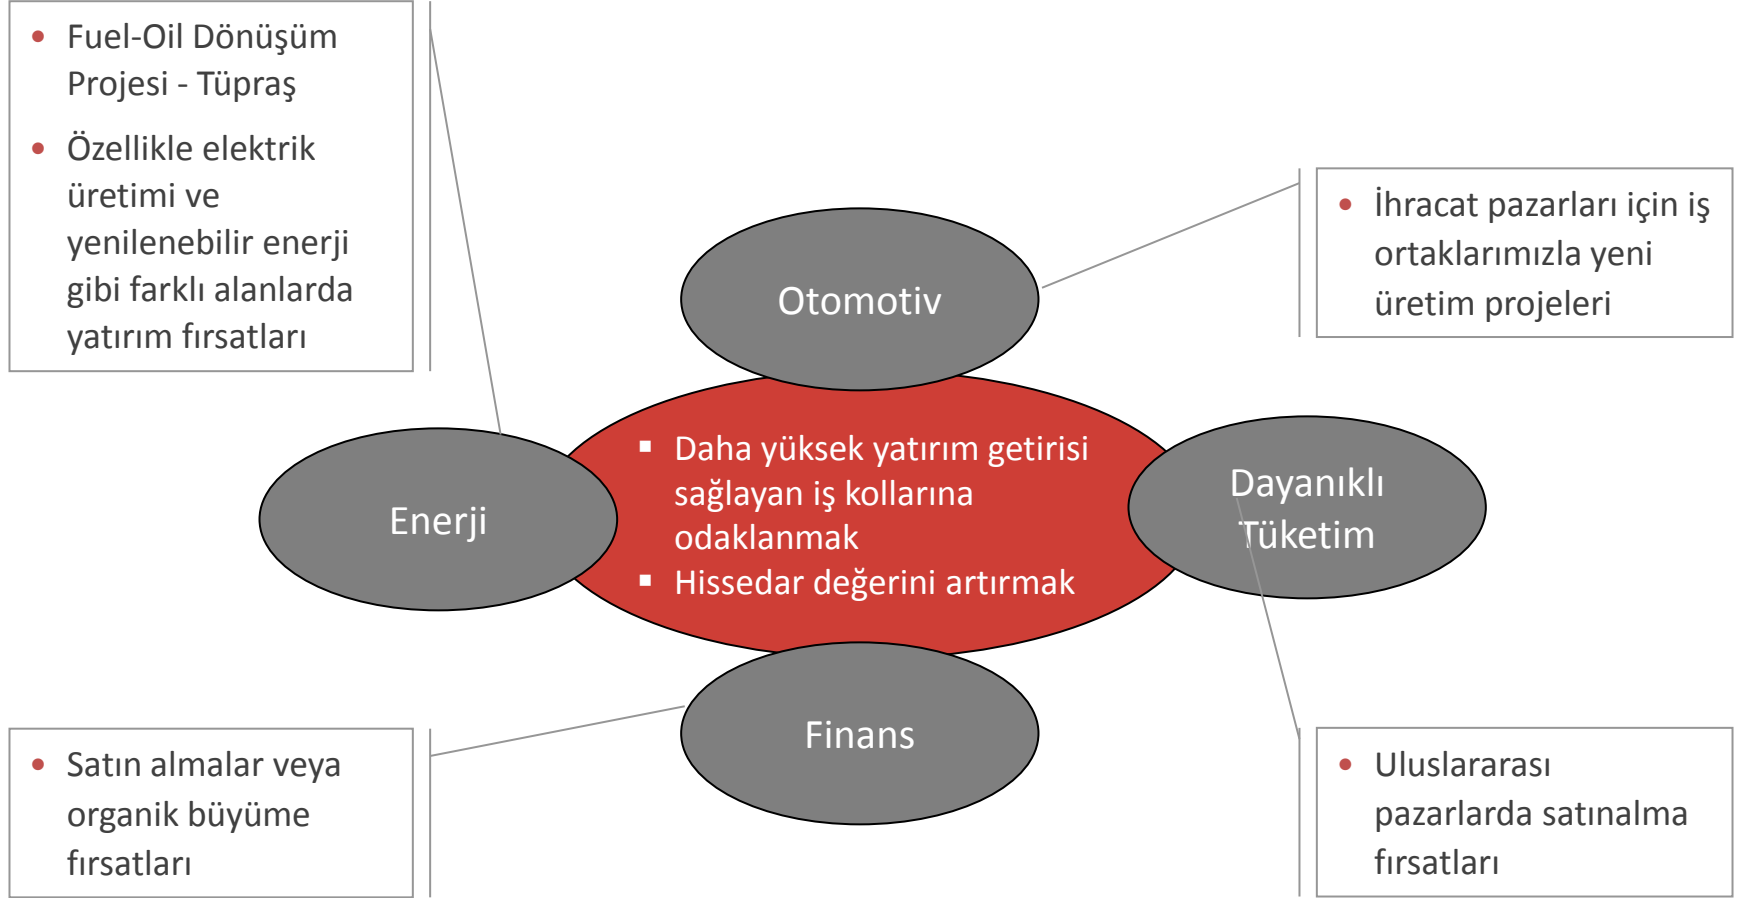 • Fuel-Oil Dönüşüm
Projesi - Tüpraş
• Özellikle elektrik
üretimi ve
yenilenebilir enerji
gibi farklı alanlarda
yatırım fırsatları
• İhracat pazarları için iş
ortaklarımızla yeni
üretim projeleri
Otomotiv
Enerji
▪ Daha yüksek yatırım getirisi
sağlayan iş kollarına
odaklanmak
▪ Hissedar değerini artırmak
Dayanıklı
Tüketim
Finans
• Satın almalar veya
organik büyüme
fırsatları
• Uluslararası
pazarlarda satınalma
fırsatları